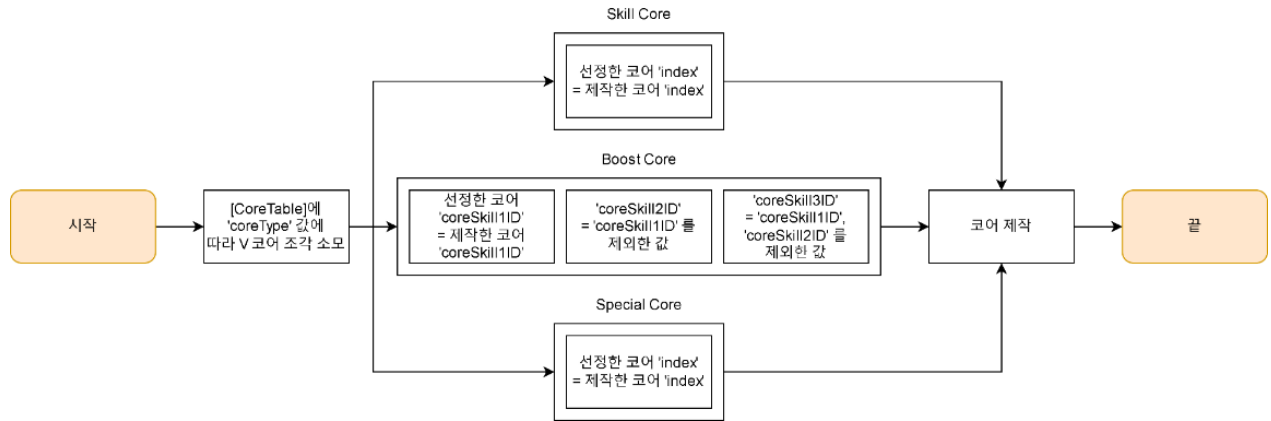 Skill Core
선정한 코어 'index'
= 제작한 코어 'index'
Boost Core
시작
[CoreTable]에
'coreType' 값에
따라 V 코어 조각 소모
선정한 코어
'coreSkill1ID'
= 제작한 코어
'coreSkill1ID'
'coreSkill2ID'
= 'coreSkill1ID' 를
제외한 값
'coreSkill3ID'
= 'coreSkill1ID',
'coreSkill2ID' 를
제외한 값
코어 제작
끝
Special Core
선정한 코어 'index'
= 제작한 코어 'index'